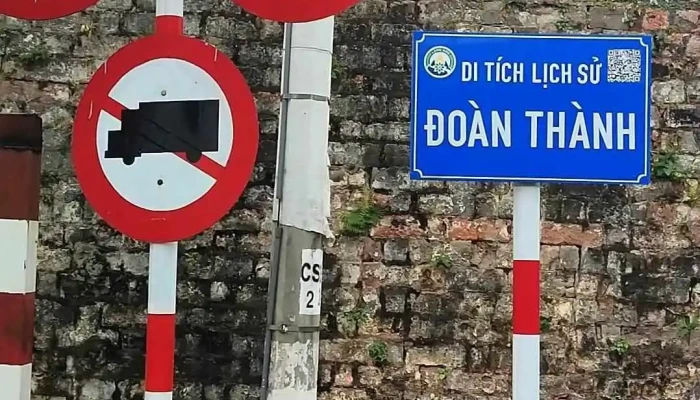 DI TÍCH LỊCH SỬ
ĐOÀN THÀNH
CS
2